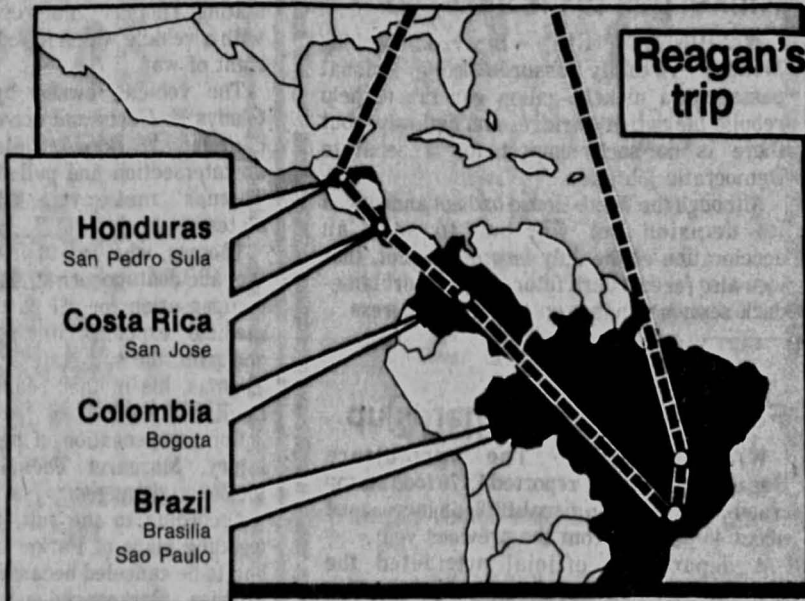 Reagan's
trip
Honduras
San Pedro Sula
Costa Rica
San Jose
Colombia
Bogota
Brazil
Brasilia
Sao Paulo